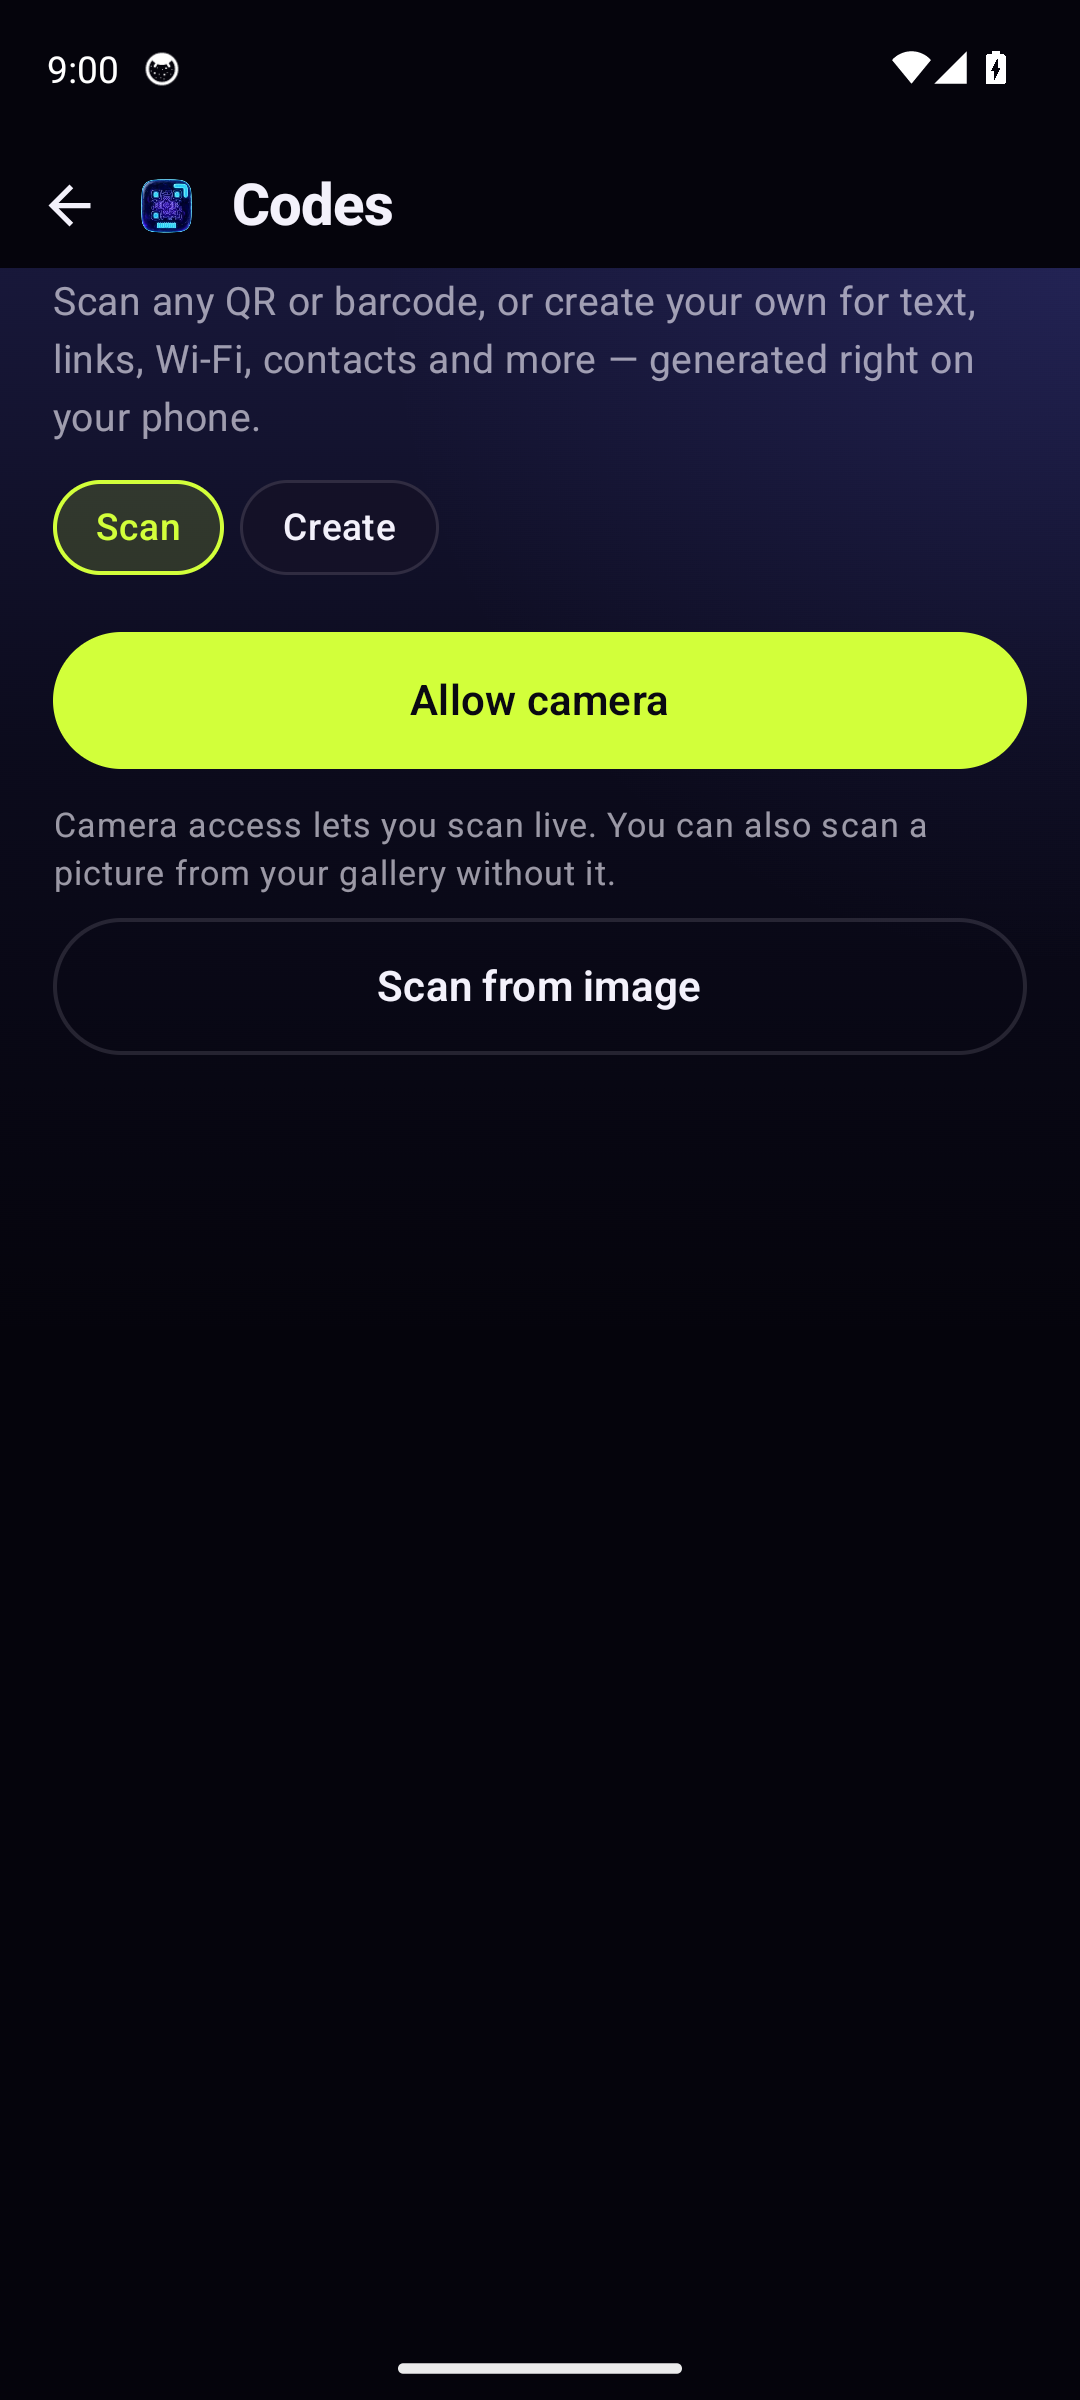 9:00
Codes
Scan any QR or barcode, or create your own for text,
links, Wi-Fi, contacts and more — generated right on
your phone.
Scan
Create
Allow camera
Camera access lets you scan live. You can also scan a
picture from your gallery without it.
Scan from image